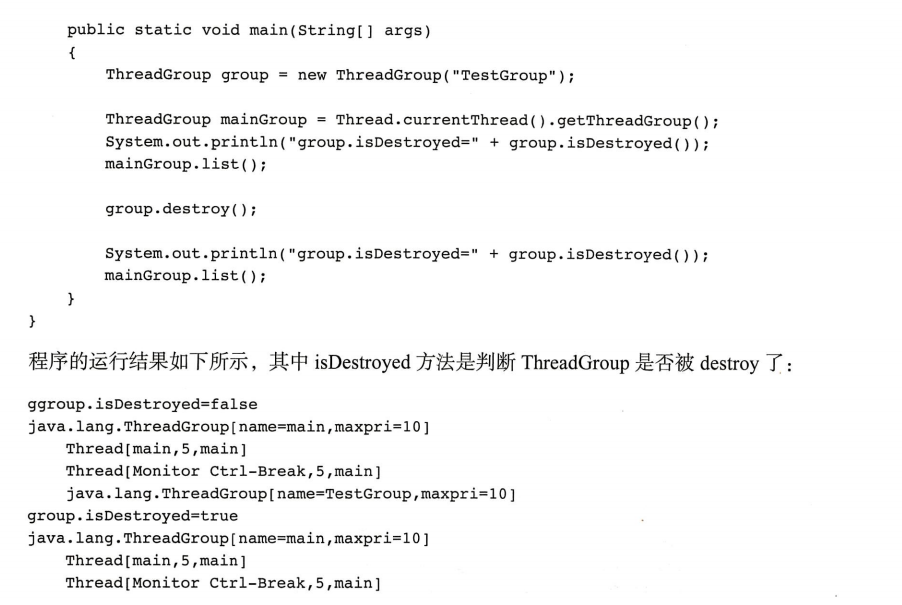 public static void main(String[] args)
    {
        ThreadGroup group = new ThreadGroup("TestGroup");

        ThreadGroup mainGroup = Thread.currentThread().getThreadGroup();
        System.out.println("group.isDestroyed=" + group.isDestroyed());
        mainGroup.list();

        group.destroy();

        System.out.println("group.isDestroyed=" + group.isDestroyed());
        mainGroup.list();
    }
}
程序的运行结果如下所示，其中 isDestroyed 方法是判断 ThreadGroup 是否被 destroy 了：
ggroup.isDestroyed=false
java.lang.ThreadGroup[name=main,maxpri=10]
    Thread[main,5,main]
    Thread[Monitor Ctrl-Break,5,main]
    java.lang.ThreadGroup[name=TestGroup,maxpri=10]
group.isDestroyed=true
java.lang.ThreadGroup[name=main,maxpri=10]
    Thread[main,5,main]
    Thread[Monitor Ctrl-Break,5,main]